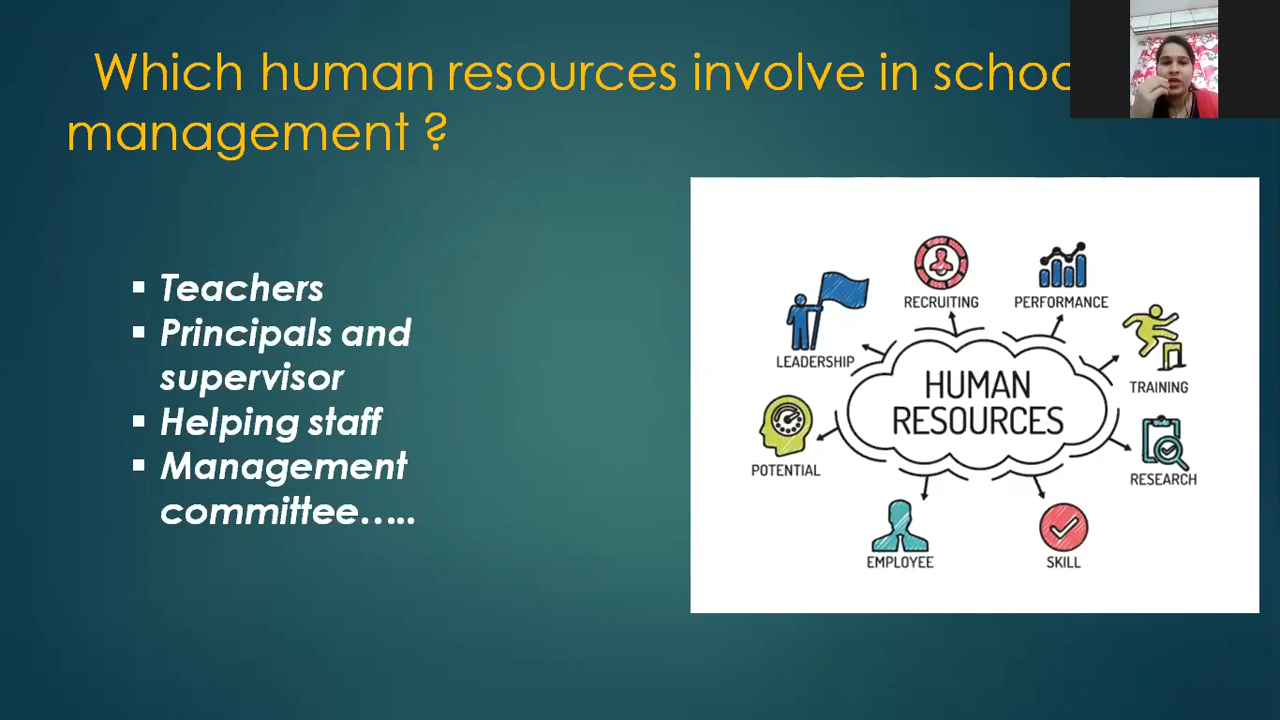 Which human resources involve in
management ?
▪ Teachers
▪ Principals and
supervisor
▪ Helping staff
▪ Management
committee…..
RECRUITING
PERFORMANCE
LEADERSHIP
TRAINING
HUMAN
RESOURCES
POTENTIAL
RESEARCH
EMPLOYEE
SKILL